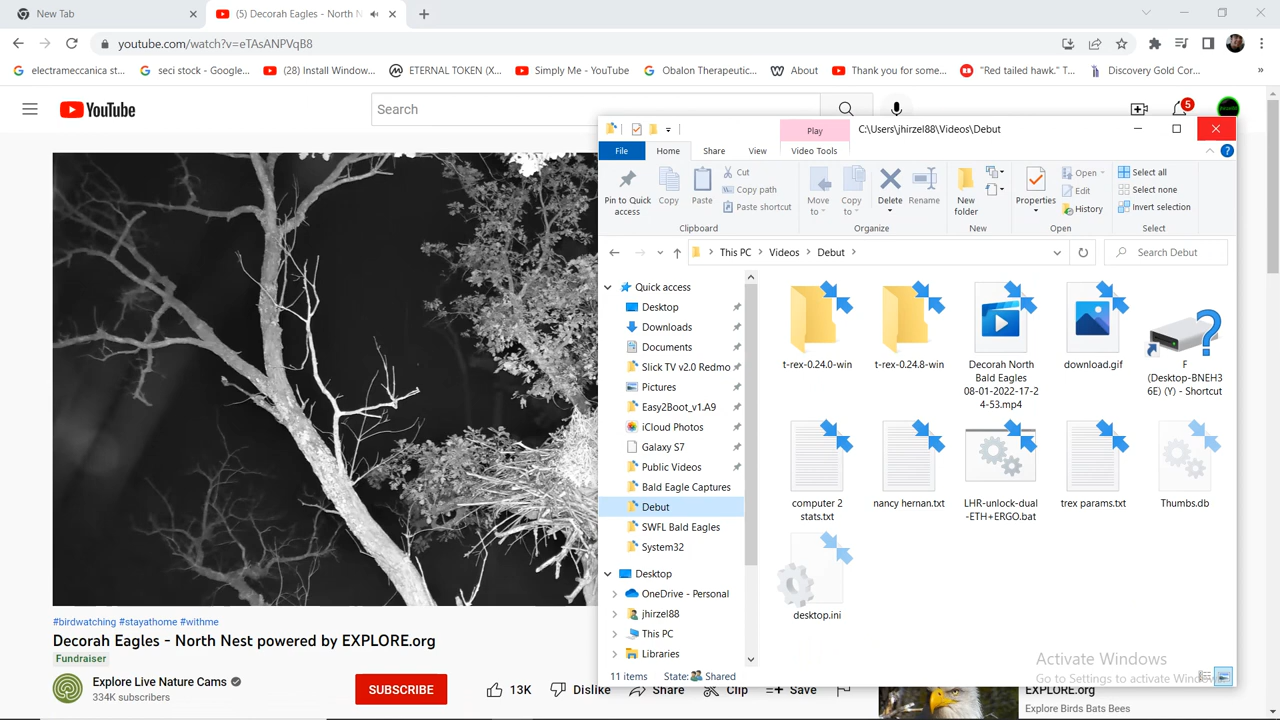 New Tab
(5) Decorah Eagles - North N
youtube.com/watch?v=eTAsANPVqB8
electrameccanica st...
seci stock - Google...
(28) Install Window...
ETERNAL TOKEN (X...
Simply Me - YouTube
Obalon Therapeutic...
About
Thank you for some...
"Red tailed hawk." T...
Discovery Gold Cor...
»
YouTube
Search
5
Play
C:\Users\jhirzel88\Videos\Debut
File
Home
Share
View
Video Tools
Pin to Quick
access
Copy
Paste
Cut
Copy path
Paste shortcut
Clipboard
Move
to
Copy
to
Delete
Rename
Organize
New
folder
New
Properties
Open
Edit
History
Open
Select all
Select none
Invert selection
Select
This PC > Videos > Debut >
Search Debut
Quick access
Desktop
Downloads
Documents
Slick TV v2.0 Redmo
Pictures
Easy2Boot_v1.A9
iCloud Photos
Galaxy S7
Public Videos
Bald Eagle Captures
Debut
SWFL Bald Eagles
System32
Desktop
OneDrive - Personal
jhirzel88
This PC
Libraries
t-rex-0.24.0-win
t-rex-0.24.8-win
Decorah North
Bald Eagles
08-01-2022-17-2
4-53.mp4
download.gif
F
(Desktop-BNEH3
6E) (Y) - Shortcut
computer 2
stats.txt
nancy hernan.txt
LHR-unlock-dual
-ETH+ERGO.bat
trex params.txt
Thumbs.db
desktop.ini
11 items
State: Shared
Activate Windows
Go to Settings to activate Windows.
#birdwatching #stayathome #withme
Decorah Eagles - North Nest powered by EXPLORE.org
Fundraiser
Explore Live Nature Cams
334K subscribers
SUBSCRIBE
13K
Dislike
Share
Clip
Save
EXPLORE.org
Explore Birds Bats Bees